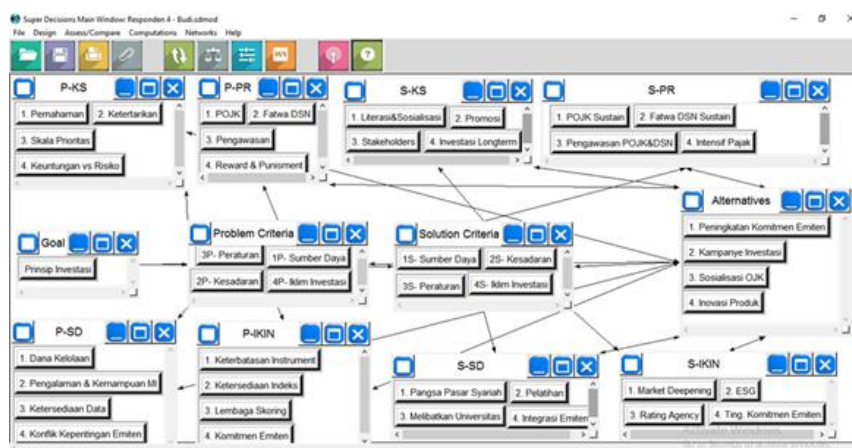 Super Decisions Main Window: Responden 4 - Budi.sdmod
File Design Assess/Compare Computations Networks Help
P-KS
1. Pemahaman 2. Ketertarikan
3. Skala Prioritas
4. Keuntungan vs Risiko
P-PR
1. POJK 2. Fatwa DSN
3. Pengawasan
4. Reward & Punisment
S-KS
1. Literasi&Sosialisasi 2. Promosi
3. Stakeholders 4. Investasi Longterm
S-PR
1. POJK Sustain 2. Fatwa DSN Sustain
3. Pengawasan POJK&DSN 4. Intensif Pajak
Goal
Prinsip Investasi
Problem Criteria
3P- Peraturan 1P- Sumber Daya
2P- Kesadaran 4P- Iklim Investasi
Solution Criteria
1S- Sumber Daya 2S- Kesadaran
3S- Peraturan 4S- Iklim Investasi
Alternatives
1. Peningkatan Komitmen Emiten
2. Kampanye Investasi
3. Sosialisasi OJK
4. Inovasi Produk
P-SD
1. Dana Kelolaan
2. Pengalaman & Kemampuan MI
3. Ketersediaan Data
4. Konflik Kepentingan Emiten
P-IKIN
1. Keterbatasan Instrument
2. Ketersediaan Indeks
3. Lembaga Skoring
4. Komitmen Emiten
S-SD
1. Pangsa Pasar Syariah 2. Pelatihan
3. Melibatkan Universitas 4. Integrasi Emiten
S-IKIN
1. Market Deepening 2. ESG
3. Rating Agency 4. Ting. Komitmen Emiten
Activate Windows